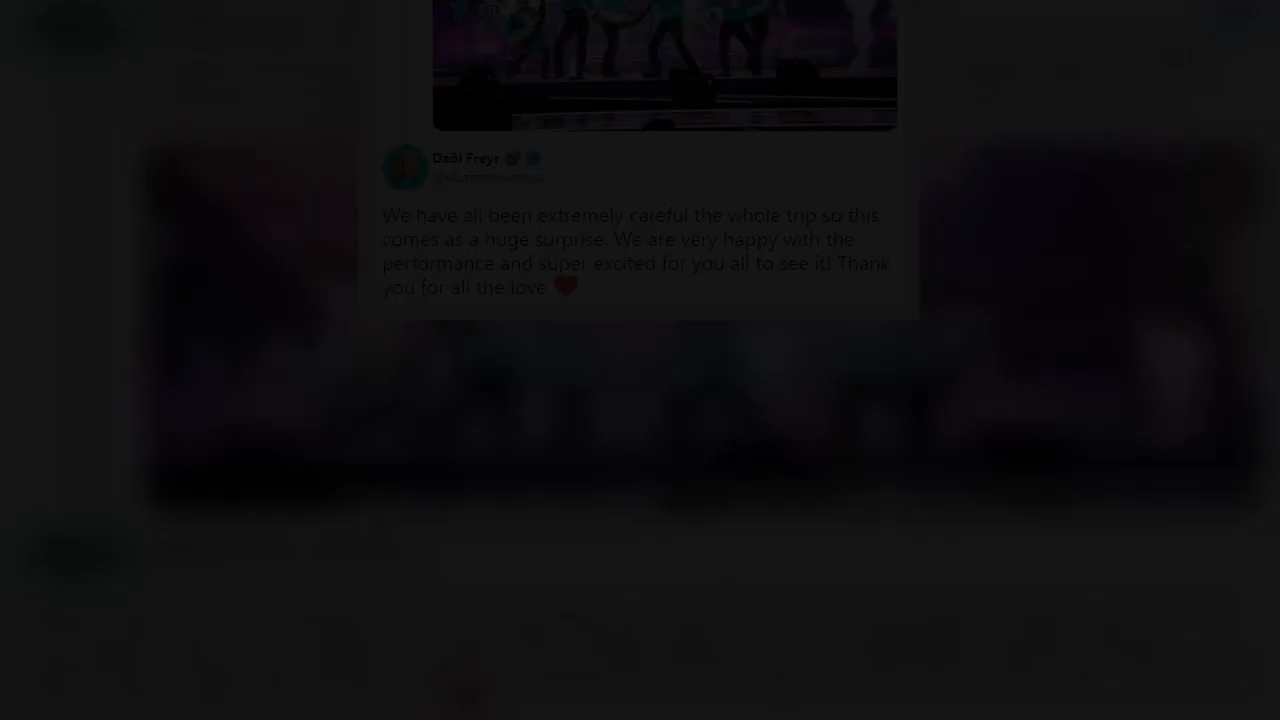 Daði Freyr
We have all been extremely careful the whole trip so this
comes as a huge surprise. We are very happy with the
performance and super excited for you all to see it! Thank
you for all the love